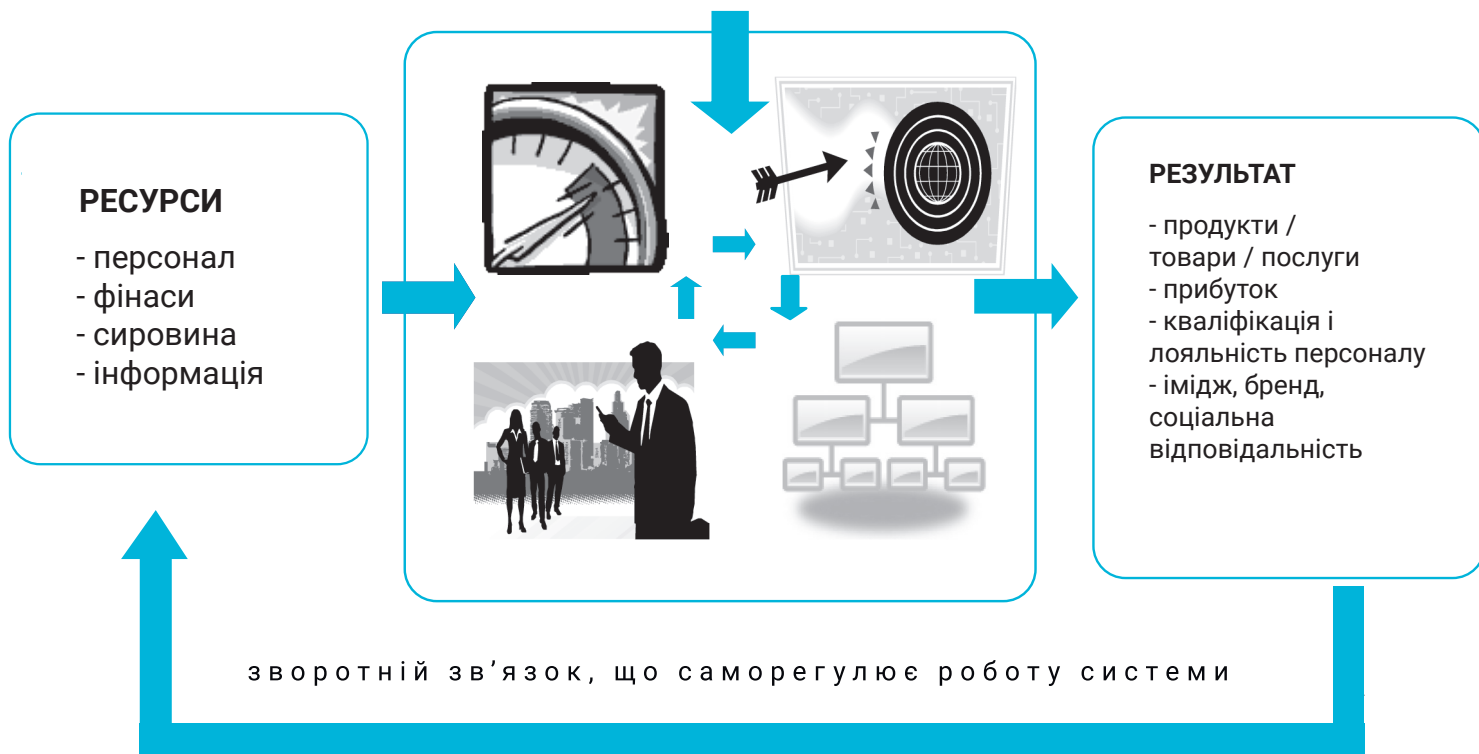 РЕСУРСИ
- персонал
- фінаси
- сировина
- інформація
РЕЗУЛЬТАТ
- продукти /
товари / послуги
- прибуток
- кваліфікація і
лояльність персоналу
- імідж, бренд,
соціальна
відповідальність
зворотній зв’язок, що саморегулює роботу системи